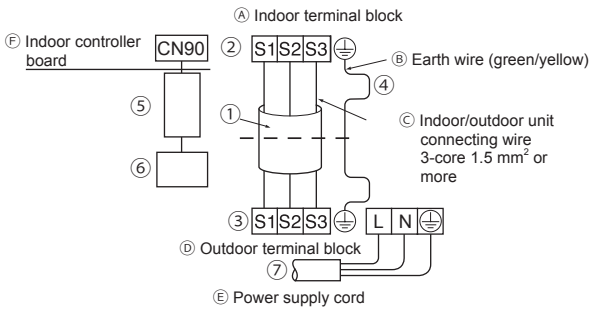 Ⓐ Indoor terminal block
Ⓕ Indoor controller
board
CN90
② S1 S2 S3
Ⓑ Earth wire (green/yellow)
④
⑤
①
Ⓒ Indoor/outdoor unit
connecting wire
3-core 1.5 mm² or
more
⑥
③ S1 S2 S3
L N
Ⓓ Outdoor terminal block
⑦
Ⓔ Power supply cord